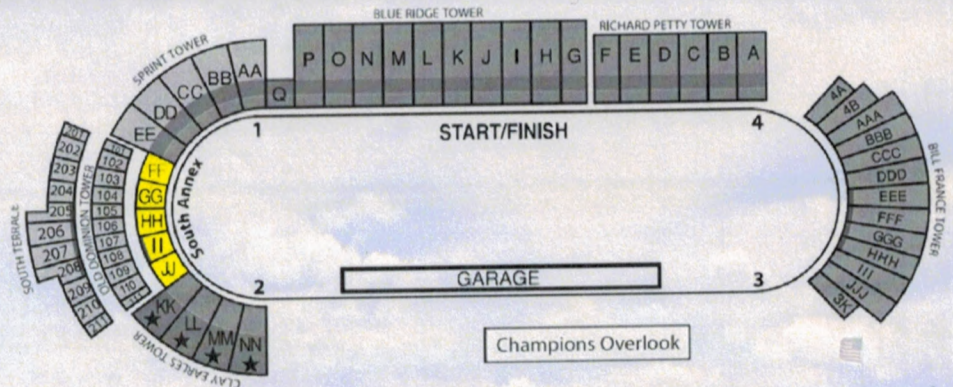 BLUE RIDGE TOWER
RICHARD PETTY TOWER
SPRINT TOWER
P O N M L K J I H G
F E D C B A
AA
BB
CC
DD
EE
Q
1
START/FINISH
4
4A
4B
AAA
BBB
CCC
DDD
EEE
FFF
GGG
HHH
III
JJJ
3K
BILL FRANCE TOWER
201
202
203
204
205
206
207
208
209
210
211
SOUTH TERRACE
101
102
103
104
105
106
107
108
109
110
OLD DOMINION TOWER
FF
GG
HH
II
JJ
South Annex
2
GARAGE
3
KK
LL
MM
NN
CLAY EARLES TOWER
Champions Overlook